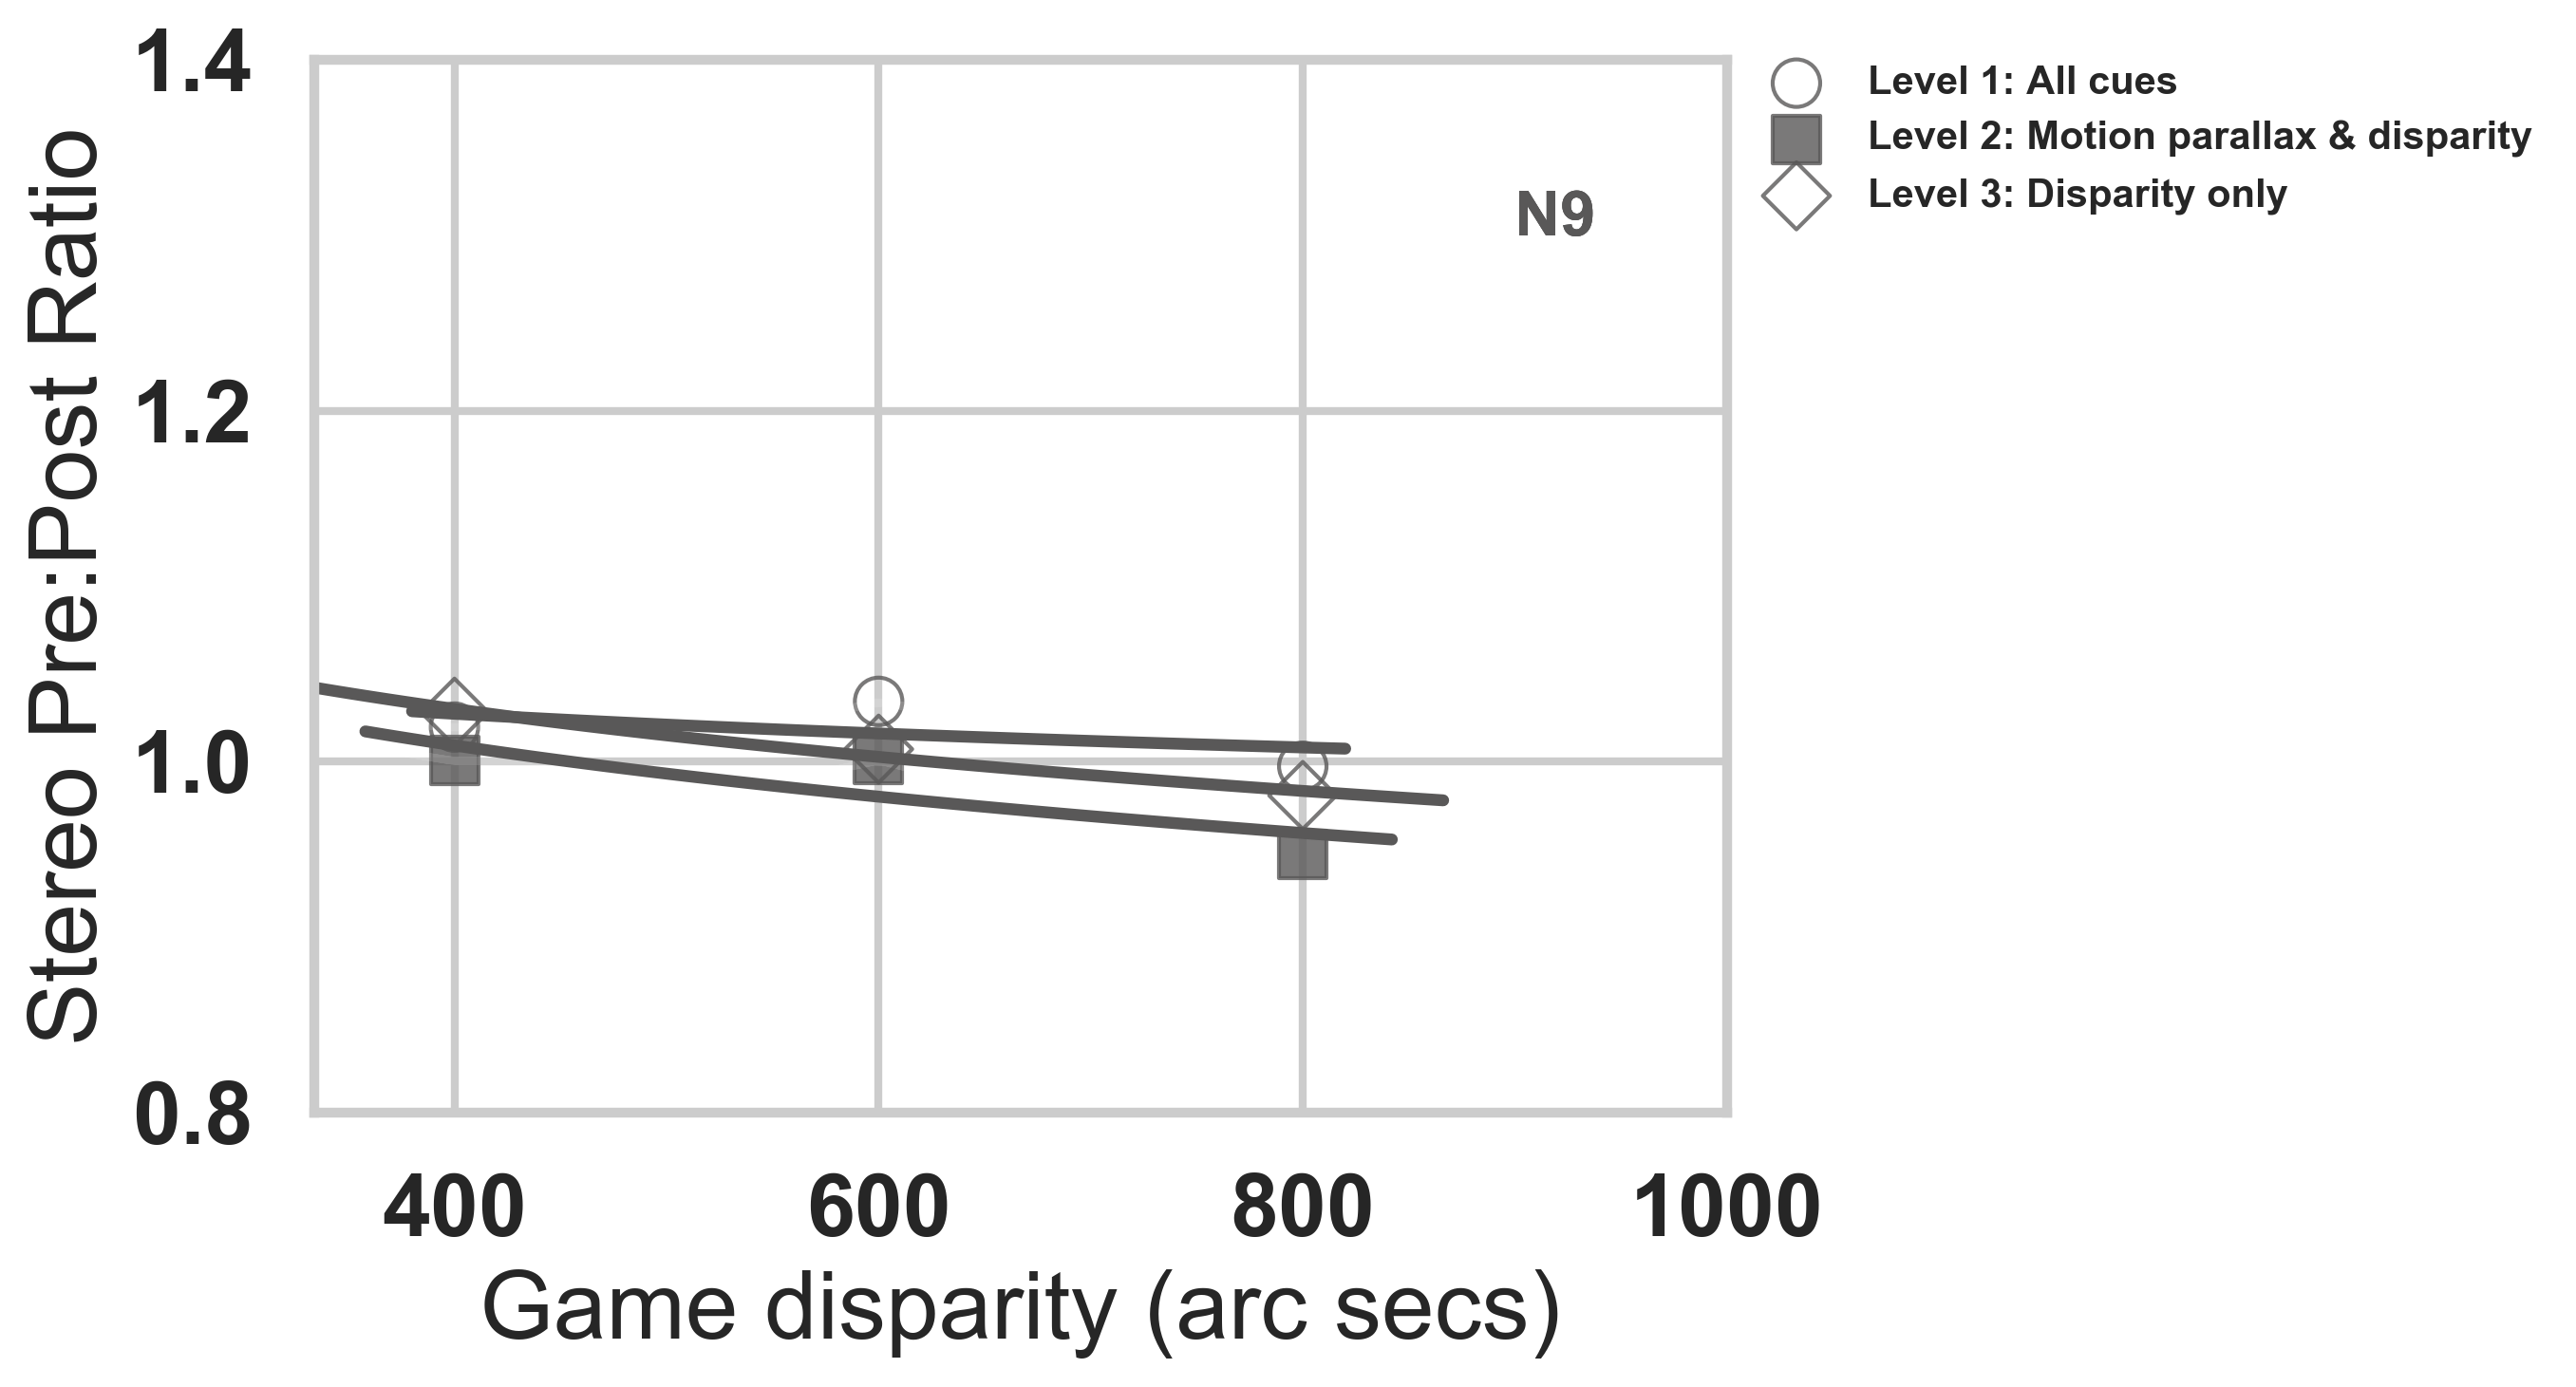 Stereo Pre:Post Ratio
1.4
1.2
1.0
0.8
400 600 800 1000
Game disparity (arc secs)
N9
Level 1: All cues
Level 2: Motion parallax & disparity
Level 3: Disparity only